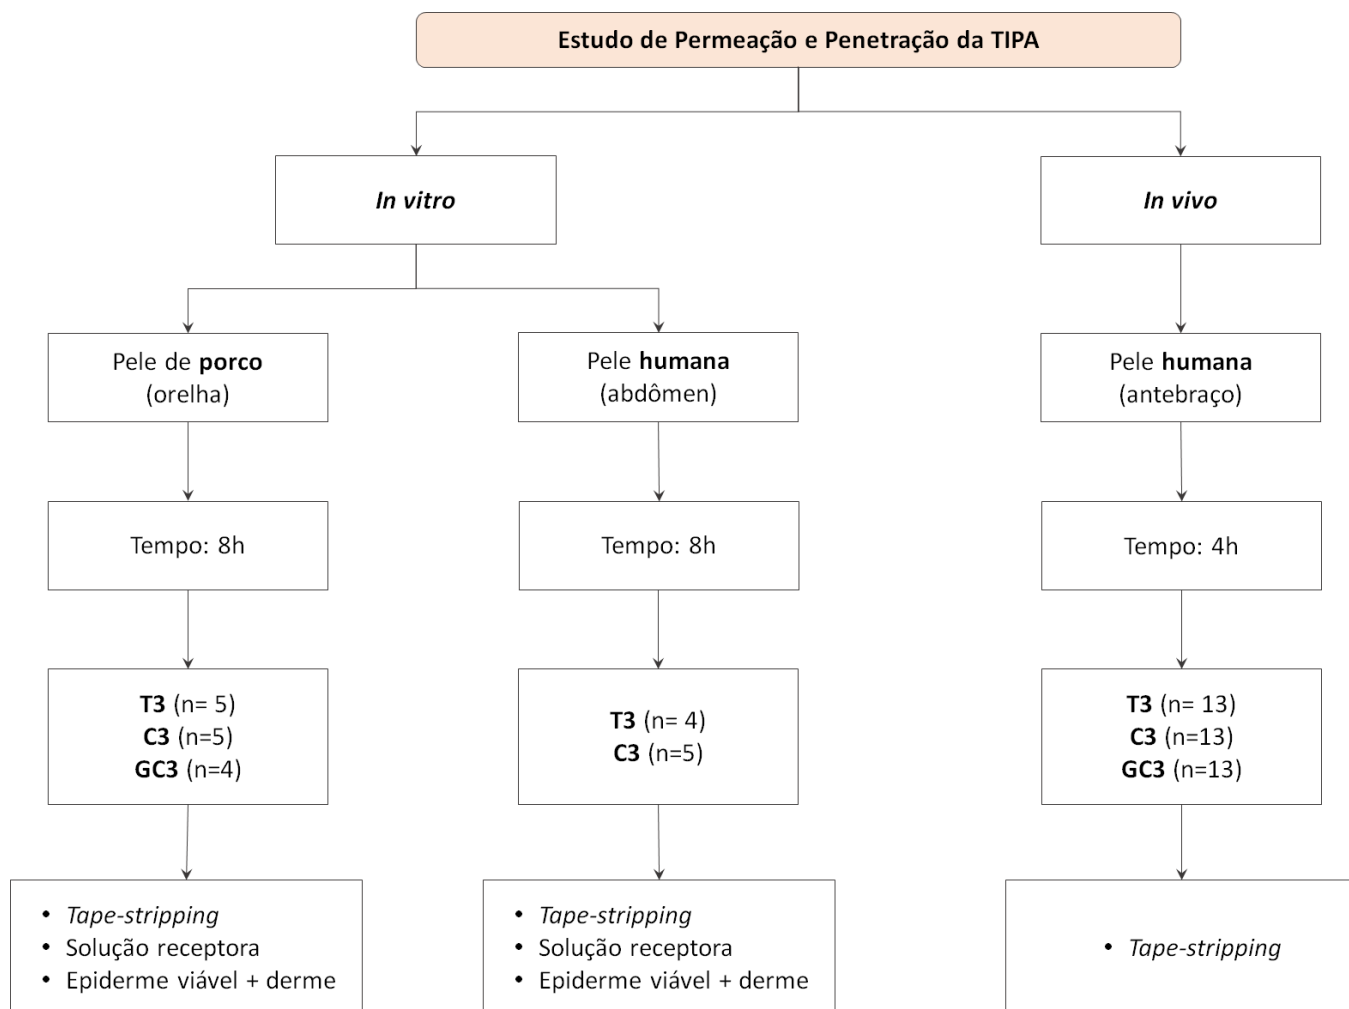 Estudo de Permeação e Penetração da TIPA
In vitro
In vivo
Pele de porco
(orelha)
Pele humana
(abdômen)
Pele humana
(antebraço)
Tempo: 8h
Tempo: 8h
Tempo: 4h
T3 (n= 5)
C3 (n=5)
GC3 (n=4)
T3 (n= 4)
C3 (n=5)
T3 (n= 13)
C3 (n=13)
GC3 (n=13)
• Tape-stripping
• Solução receptora
• Epiderme viável + derme
• Tape-stripping
• Solução receptora
• Epiderme viável + derme
• Tape-stripping